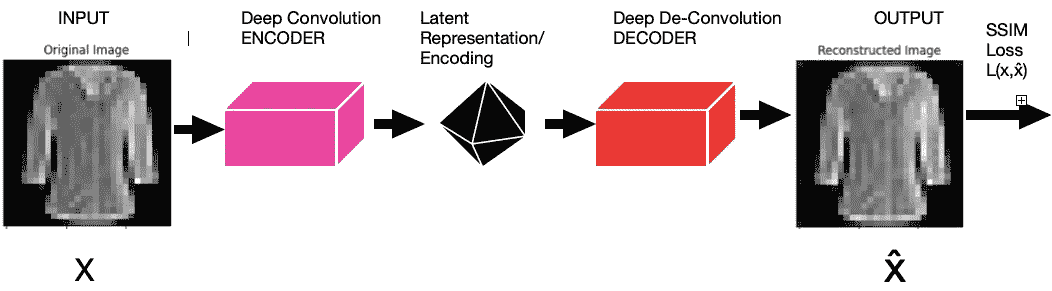 INPUT
Original Image
X
Deep Convolution
ENCODER
Latent
Representation/
Encoding
Deep De-Convolution
DECODER
OUTPUT
Reconstructed Image
X̂
SSIM
Loss
L(x,x̂)